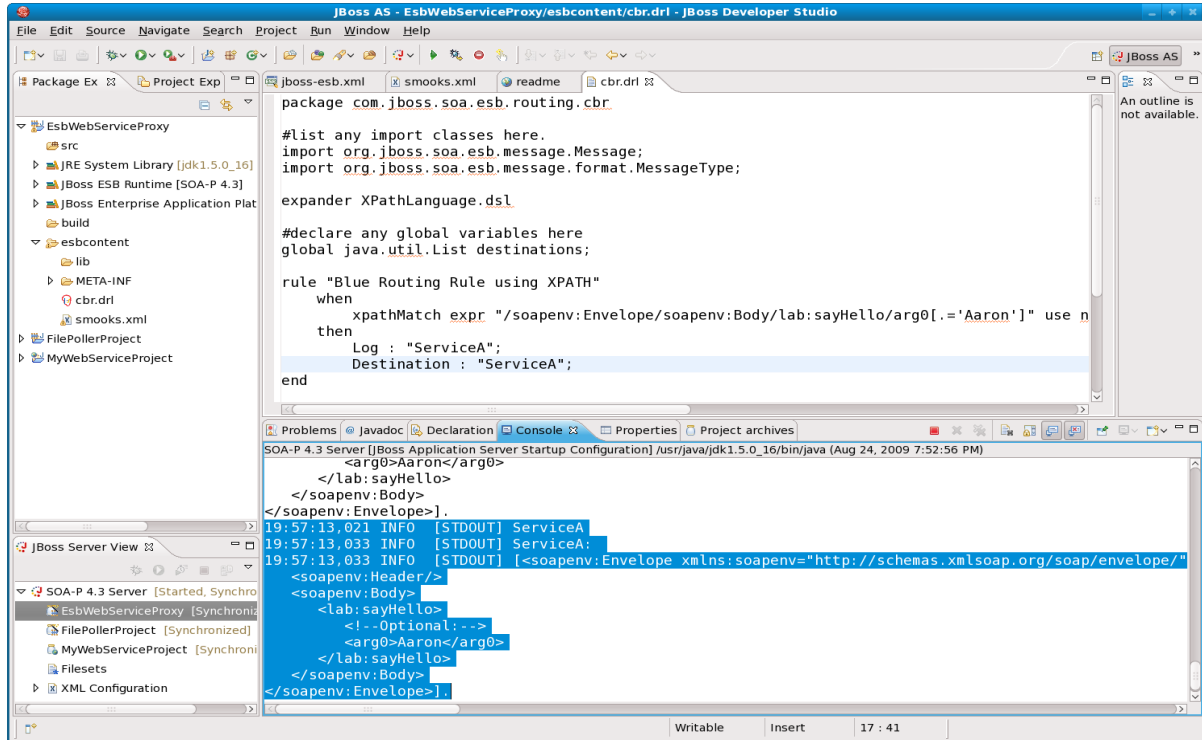 JBoss AS - EsbWebServiceProxy/esbcontent/cbr.drl - JBoss Developer Studio
File Edit Source Navigate Search Project Run Window Help
JBoss AS »
Package Ex Project Exp
EsbWebServiceProxy
src
JRE System Library [jdk1.5.0_16]
JBoss ESB Runtime [SOA-P 4.3]
JBoss Enterprise Application Plat
build
esbcontent
lib
META-INF
cbr.drl
smooks.xml
FilePollerProject
MyWebServiceProject
jboss-esb.xml smooks.xml readme cbr.drl
package com.jboss.soa.esb.routing.cbr
#list any import classes here.
import org.jboss.soa.esb.message.Message;
import org.jboss.soa.esb.message.format.MessageType;
expander XPathLanguage.dsl
#declare any global variables here
global java.util.List destinations;
rule "Blue Routing Rule using XPATH"
when
xpathMatch expr "/soapenv:Envelope/soapenv:Body/lab:sayHello/arg0[.='Aaron']" use n
then
Log : "ServiceA";
Destination : "ServiceA";
end
An outline is
not available.
Problems @ Javadoc Declaration Console Properties Project archives
SOA-P 4.3 Server [JBoss Application Server Startup Configuration] /usr/java/jdk1.5.0_16/bin/java (Aug 24, 2009 7:52:56 PM)
<arg0>Aaron</arg0>
</lab:sayHello>
</soapenv:Body>
</soapenv:Envelope>].
19:57:13,021 INFO [STDOUT] ServiceA
19:57:13,033 INFO [STDOUT] ServiceA:
19:57:13,033 INFO [STDOUT] [<soapenv:Envelope xmlns:soapenv="http://schemas.xmlsoap.org/soap/envelope/"
<soapenv:Header/>
<soapenv:Body>
<lab:sayHello>
<!--Optional:-->
<arg0>Aaron</arg0>
</lab:sayHello>
</soapenv:Body>
</soapenv:Envelope>].
JBoss Server View
SOA-P 4.3 Server [Started, Synchro
EsbWebServiceProxy [Synchroniz
FilePollerProject [Synchronized]
MyWebServiceProject [Synchroni
Filesets
XML Configuration
Writable Insert 17 : 41